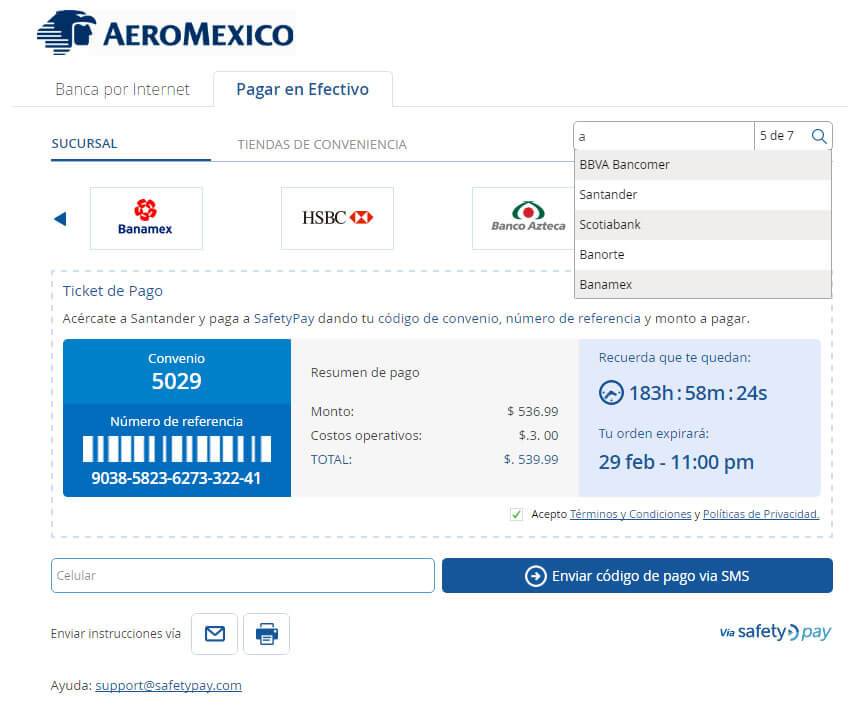 AEROMEXICO
Banca por Internet
Pagar en Efectivo
SUCURSAL
TIENDAS DE CONVENIENCIA
a
5 de 7
BBVA Bancomer
Santander
Scotiabank
Banorte
Banamex
Banamex
HSBC
Banco Azteca
Ticket de Pago
Acércate a Santander y paga a SafetyPay dando tu código de convenio, número de referencia y monto a pagar.
Convenio
5029
Número de referencia
9038-5823-6273-322-41
Resumen de pago
Monto: $ 536.99
Costos operativos: $.3. 00
TOTAL: $. 539.99
Recuerda que te quedan:
183h : 58m : 24s
Tu orden expirará:
29 feb - 11:00 pm
Acepto Términos y Condiciones y Políticas de Privacidad.
Celular
Enviar código de pago via SMS
Enviar instrucciones vía
Via safetypay
Ayuda: support@safetypay.com